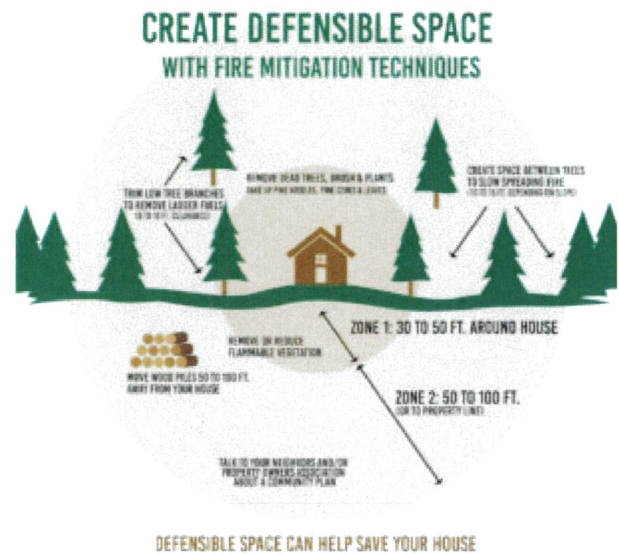 CREATE DEFENSIBLE SPACE
WITH FIRE MITIGATION TECHNIQUES
REMOVE DEAD TREES, BRUSH & PLANTS
RAKE UP PINE NEEDLES, PINE CONES & LEAVES
CREATE SPACE BETWEEN TREES
TO SLOW SPREADING FIRE
DEPENDING ON SLOPE)
TRIM LOW TREE BRANCHES
TO REMOVE LADDER FUELS
CLEARANCE)
ZONE 1: 30 TO 50 FT. AROUND HOUSE
REMOVE OR REDUCE
FLAMMABLE VEGETATION
MOVE WOOD PILES 50 TO 100 FT.
AWAY FROM YOUR HOUSE
ZONE 2: 50 TO 100 FT.
(OR TO PROPERTY LINE)
TALK TO YOUR NEIGHBORS AND/OR
PROPERTY OWNERS ASSOCIATION
ABOUT A COMMUNITY PLAN
DEFENSIBLE SPACE CAN HELP SAVE YOUR HOUSE